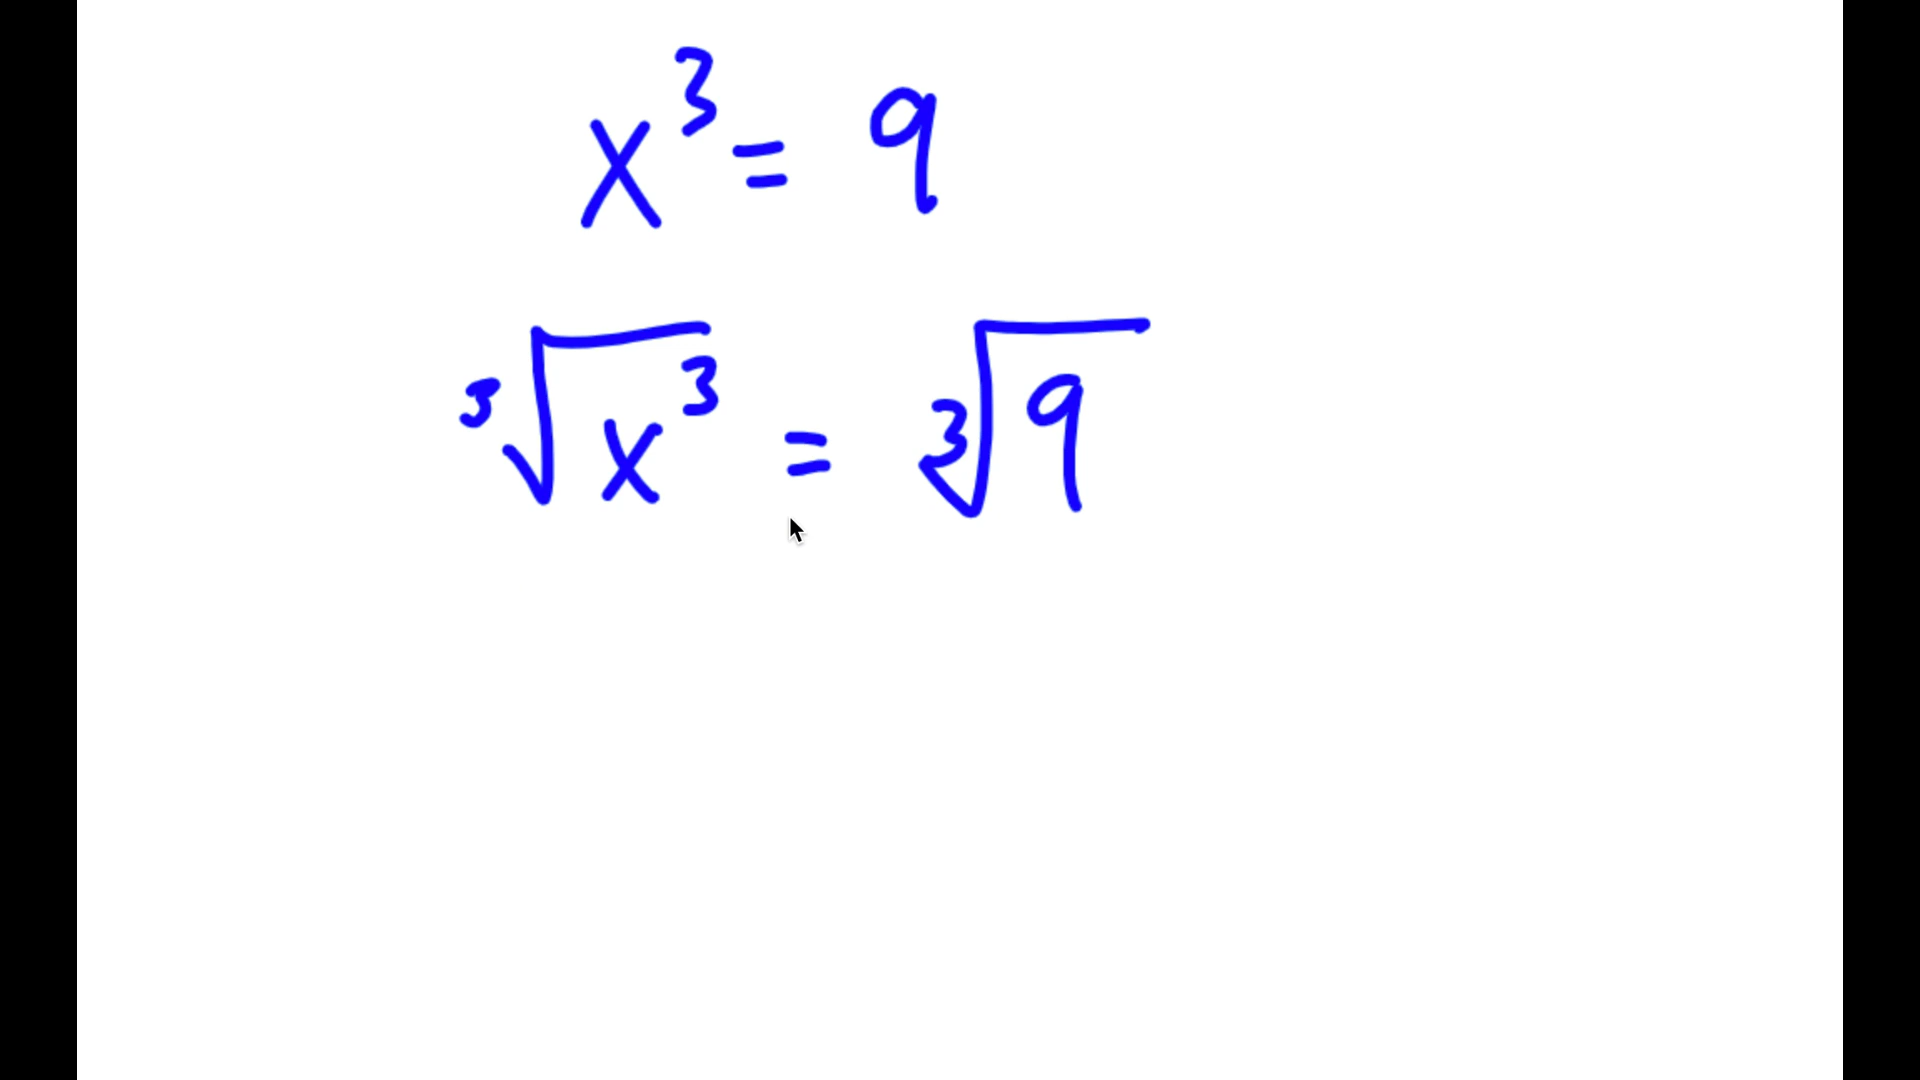 x³ = 9
∛x³ = ∛9